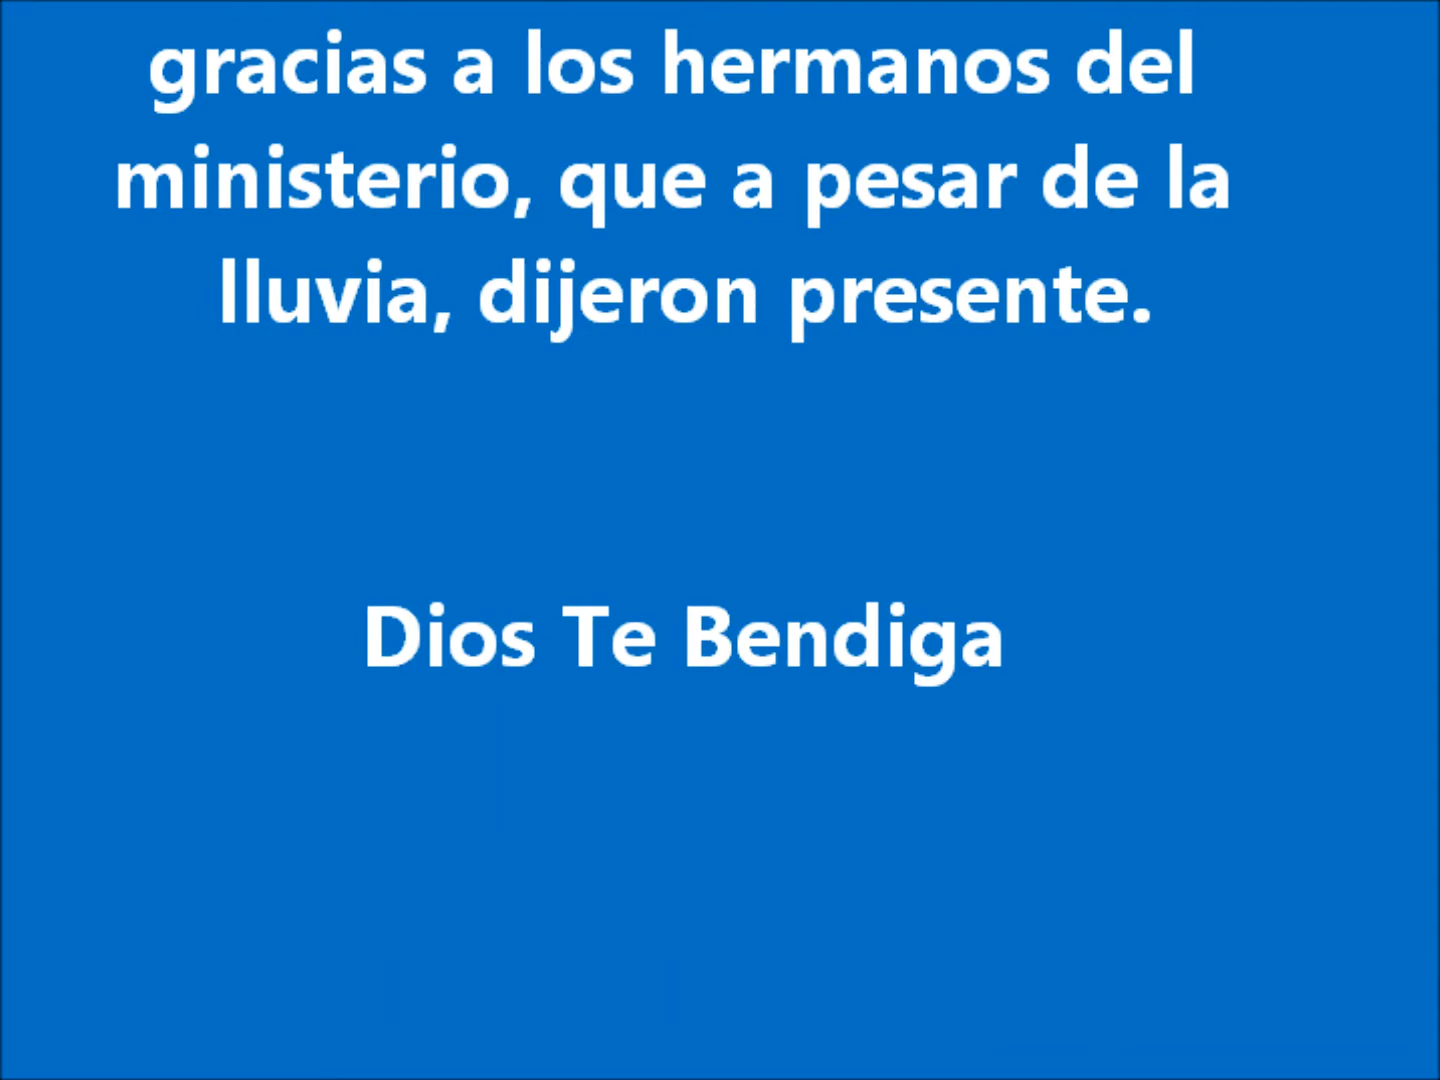 gracias a los hermanos del
ministerio, que a pesar de la
lluvia, dijeron presente.
Dios Te Bendiga